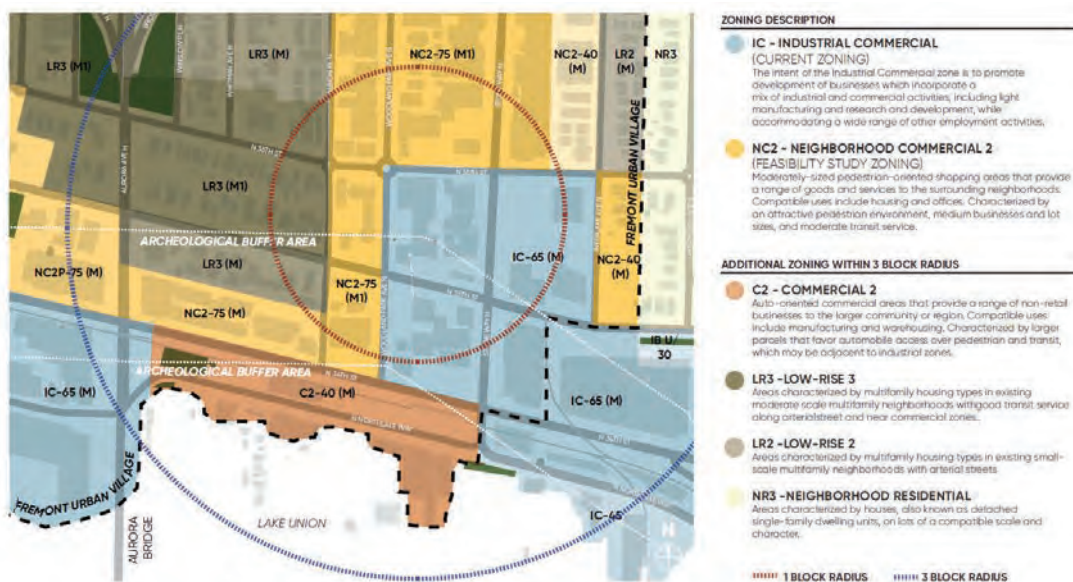 LR3 (M1)
LR3 (M)
NC2-75 (M1)
NC2-40
(M)
LR2
(M)
NR3
AURORA AVE N
N 36TH ST
LR3 (M1)
ARCHEOLOGICAL BUFFER AREA
LR3 (M)
NC2P-75 (M)
NC2-75 (M)
NC2-75
(M1)
IC-65 (M)
NC2-40
(M)
FREMONT URBAN VILLAGE
IB U/
30
ARCHEOLOGICAL BUFFER AREA
N 34TH ST
C2-40 (M)
IC-65 (M)
IC-65 (M)
N NORTHLAKE WAY
FREMONT URBAN VILLAGE
LAKE UNION
IC-45
N
AURORA
BRIDGE
ZONING DESCRIPTION
IC - INDUSTRIAL COMMERCIAL
(CURRENT ZONING)
The intent of the Industrial Commercial zone is to promote
development of businesses which incorporate a
mix of industrial and commercial activities, including light
manufacturing and research and development, while
accommodating a wide range of other employment activities.
NC2 - NEIGHBORHOOD COMMERCIAL 2
(FEASIBILITY STUDY ZONING)
Moderately-sized pedestrian-oriented shopping areas that provide
a range of goods and services to the surrounding neighborhoods.
Compatible uses include housing and offices. Characterized by
an attractive pedestrian environment, medium businesses and lot
sizes, and moderate transit service.
ADDITIONAL ZONING WITHIN 3 BLOCK RADIUS
C2 - COMMERCIAL 2
Auto-oriented commercial areas that provide a range of non-retail
businesses to the larger community or region. Compatible uses
include manufacturing and warehousing. Characterized by larger
parcels that favor automobile access over pedestrian and transit,
which may be adjacent to industrial zones.
LR3 -LOW-RISE 3
Areas characterized by multifamily housing types in existing
moderate scale multifamily neighborhoods withgood transit service
along arterialstreet and near commercial zones.
LR2 -LOW-RISE 2
Areas characterized by multifamily housing types in existing small-
scale multifamily neighborhoods with arterial streets
NR3 -NEIGHBORHOOD RESIDENTIAL
Areas characterized by houses, also known as detached
single-family dwelling units, on lots of a compatible scale and
character.
1 BLOCK RADIUS
3 BLOCK RADIUS